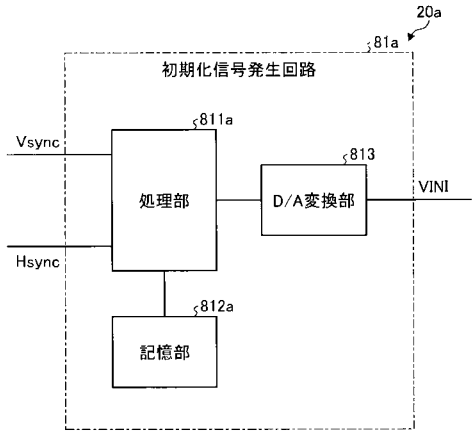 20a
81a
初期化信号発生回路
811a
Vsync
処理部
813
D/A変換部
VINI
Hsync
812a
記憶部